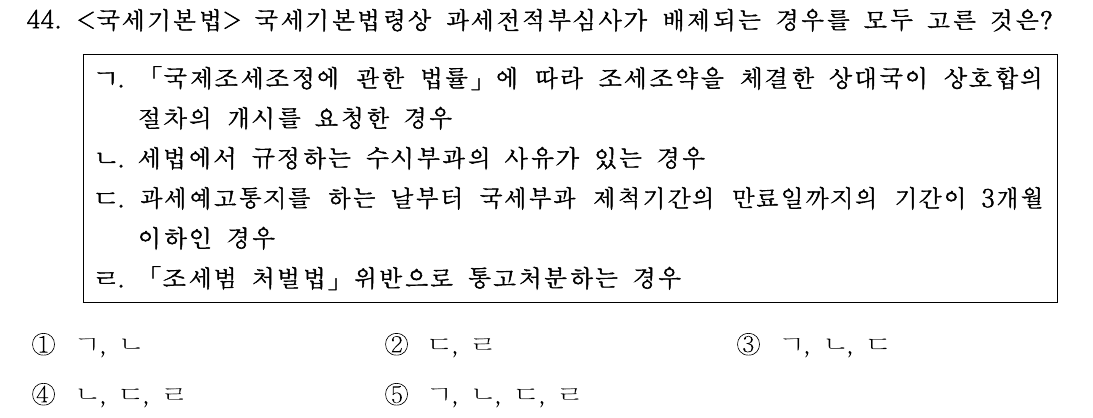 44. <국세기본법> 국세기본법령상 과세전적부심사가 배제되는 경우를 모두 고른 것은?
ㄱ. 「국제조세조정에 관한 법률」에 따라 조세조약을 체결한 상대국이 상호합의
절차의 개시를 요청한 경우
ㄴ. 세법에서 규정하는 수시부과의 사유가 있는 경우
ㄷ. 과세예고통지를 하는 날부터 국세부과 제척기간의 만료일까지의 기간이 3개월
이하인 경우
ㄹ. 「조세범 처벌법」위반으로 통고처분하는 경우
① ㄱ, ㄴ ② ㄷ, ㄹ ③ ㄱ, ㄴ, ㄷ
④ ㄴ, ㄷ, ㄹ ⑤ ㄱ, ㄴ, ㄷ, ㄹ